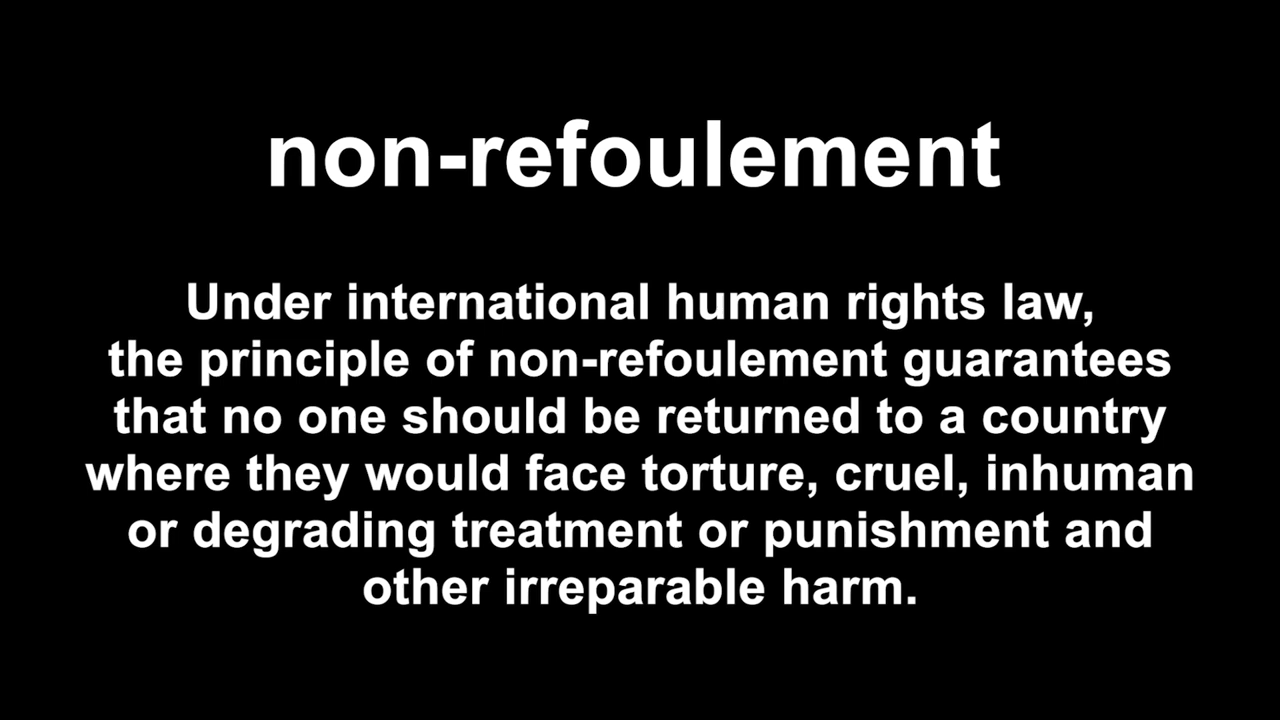 non-refoulement
Under international human rights law,
the principle of non-refoulement guarantees
that no one should be returned to a country
where they would face torture, cruel, inhuman
or degrading treatment or punishment and
other irreparable harm.